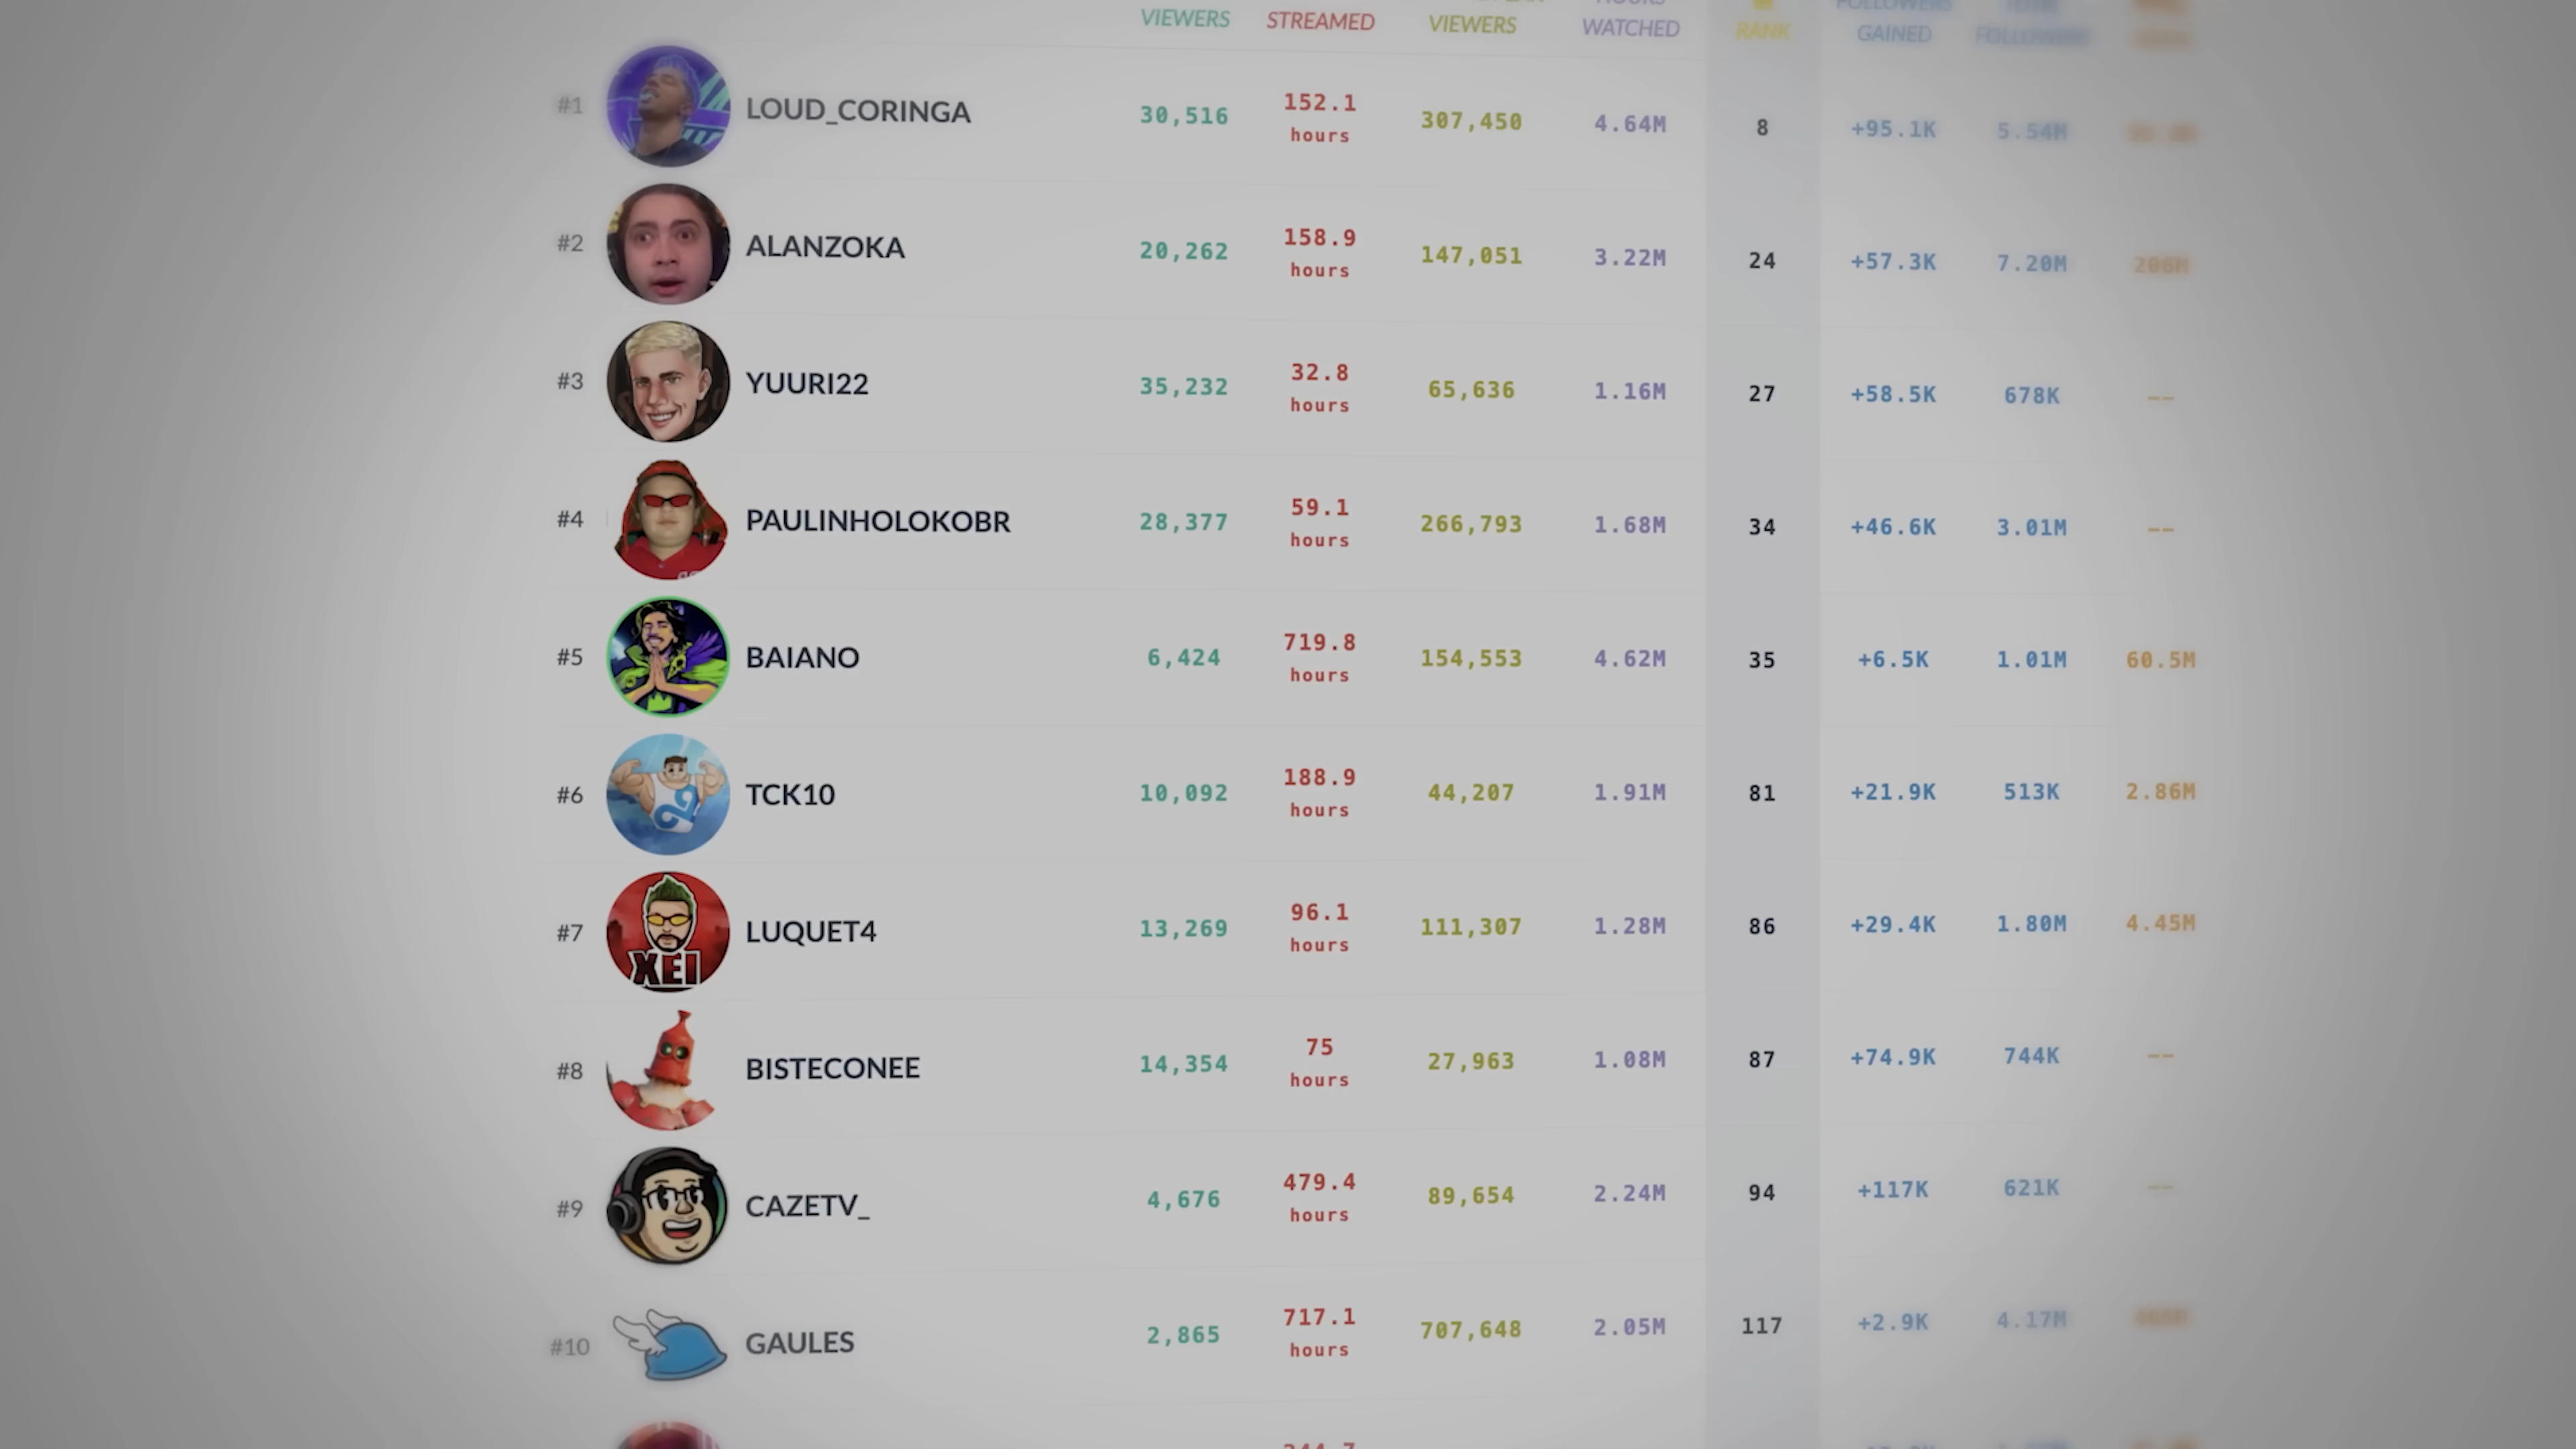 VIEWERS STREAMED VIEWERS WATCHED RANK GAINED FOLLOWERS
#1 LOUD_CORINGA 30,516 152.1 hours 307,450 4.64M 8 +95.1K 5.54M
#2 ALANZOKA 20,262 158.9 hours 147,051 3.22M 24 +57.3K 7.20M 206M
#3 YUURI22 35,232 32.8 hours 65,636 1.16M 27 +58.5K 678K --
#4 PAULINHOLOKOBR 28,377 59.1 hours 266,793 1.68M 34 +46.6K 3.01M --
#5 BAIANO 6,424 719.8 hours 154,553 4.62M 35 +6.5K 1.01M 60.5M
#6 TCK10 10,092 188.9 hours 44,207 1.91M 81 +21.9K 513K 2.86M
#7 XEI LUQUET4 13,269 96.1 hours 111,307 1.28M 86 +29.4K 1.80M 4.45M
#8 BISTECONEE 14,354 75 hours 27,963 1.08M 87 +74.9K 744K --
#9 CAZETV_ 4,676 479.4 hours 89,654 2.24M 94 +117K 621K --
#10 GAULES 2,865 717.1 hours 707,648 2.05M 117 +2.9K 4.17M